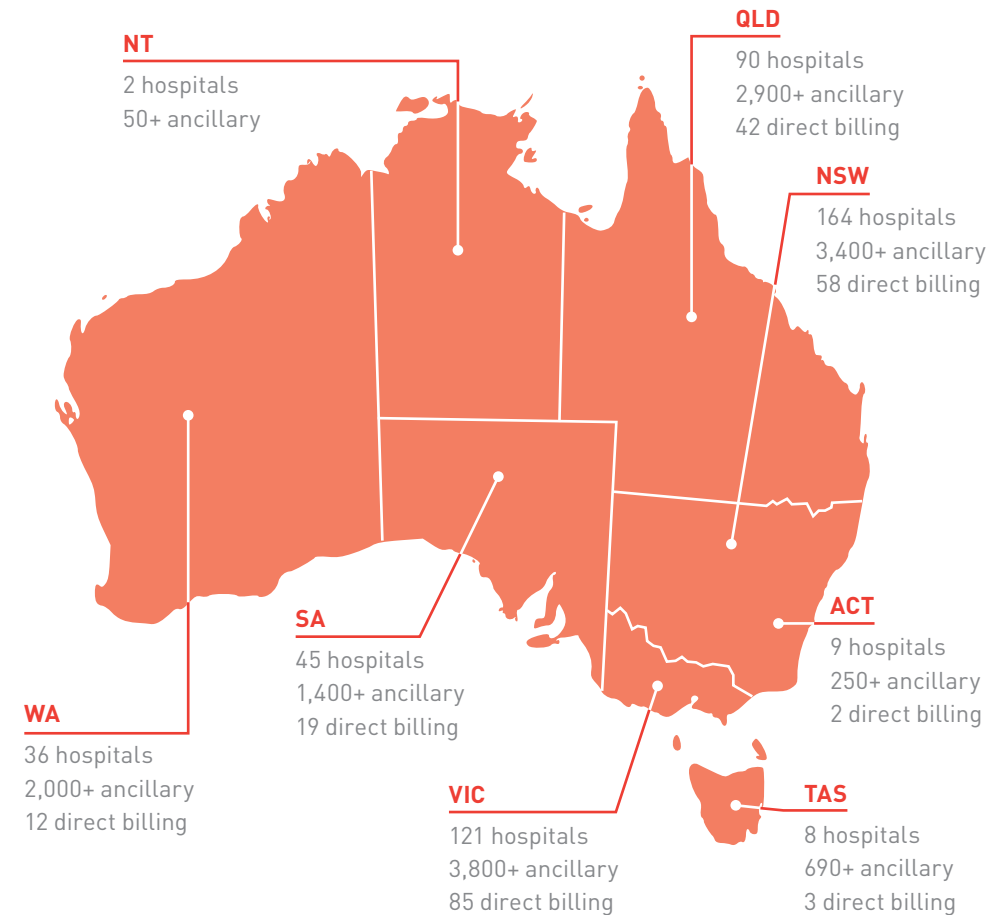 NT
2 hospitals
50+ ancillary
QLD
90 hospitals
2,900+ ancillary
42 direct billing
NSW
164 hospitals
3,400+ ancillary
58 direct billing
ACT
9 hospitals
250+ ancillary
2 direct billing
SA
45 hospitals
1,400+ ancillary
19 direct billing
WA
36 hospitals
2,000+ ancillary
12 direct billing
VIC
121 hospitals
3,800+ ancillary
85 direct billing
TAS
8 hospitals
690+ ancillary
3 direct billing